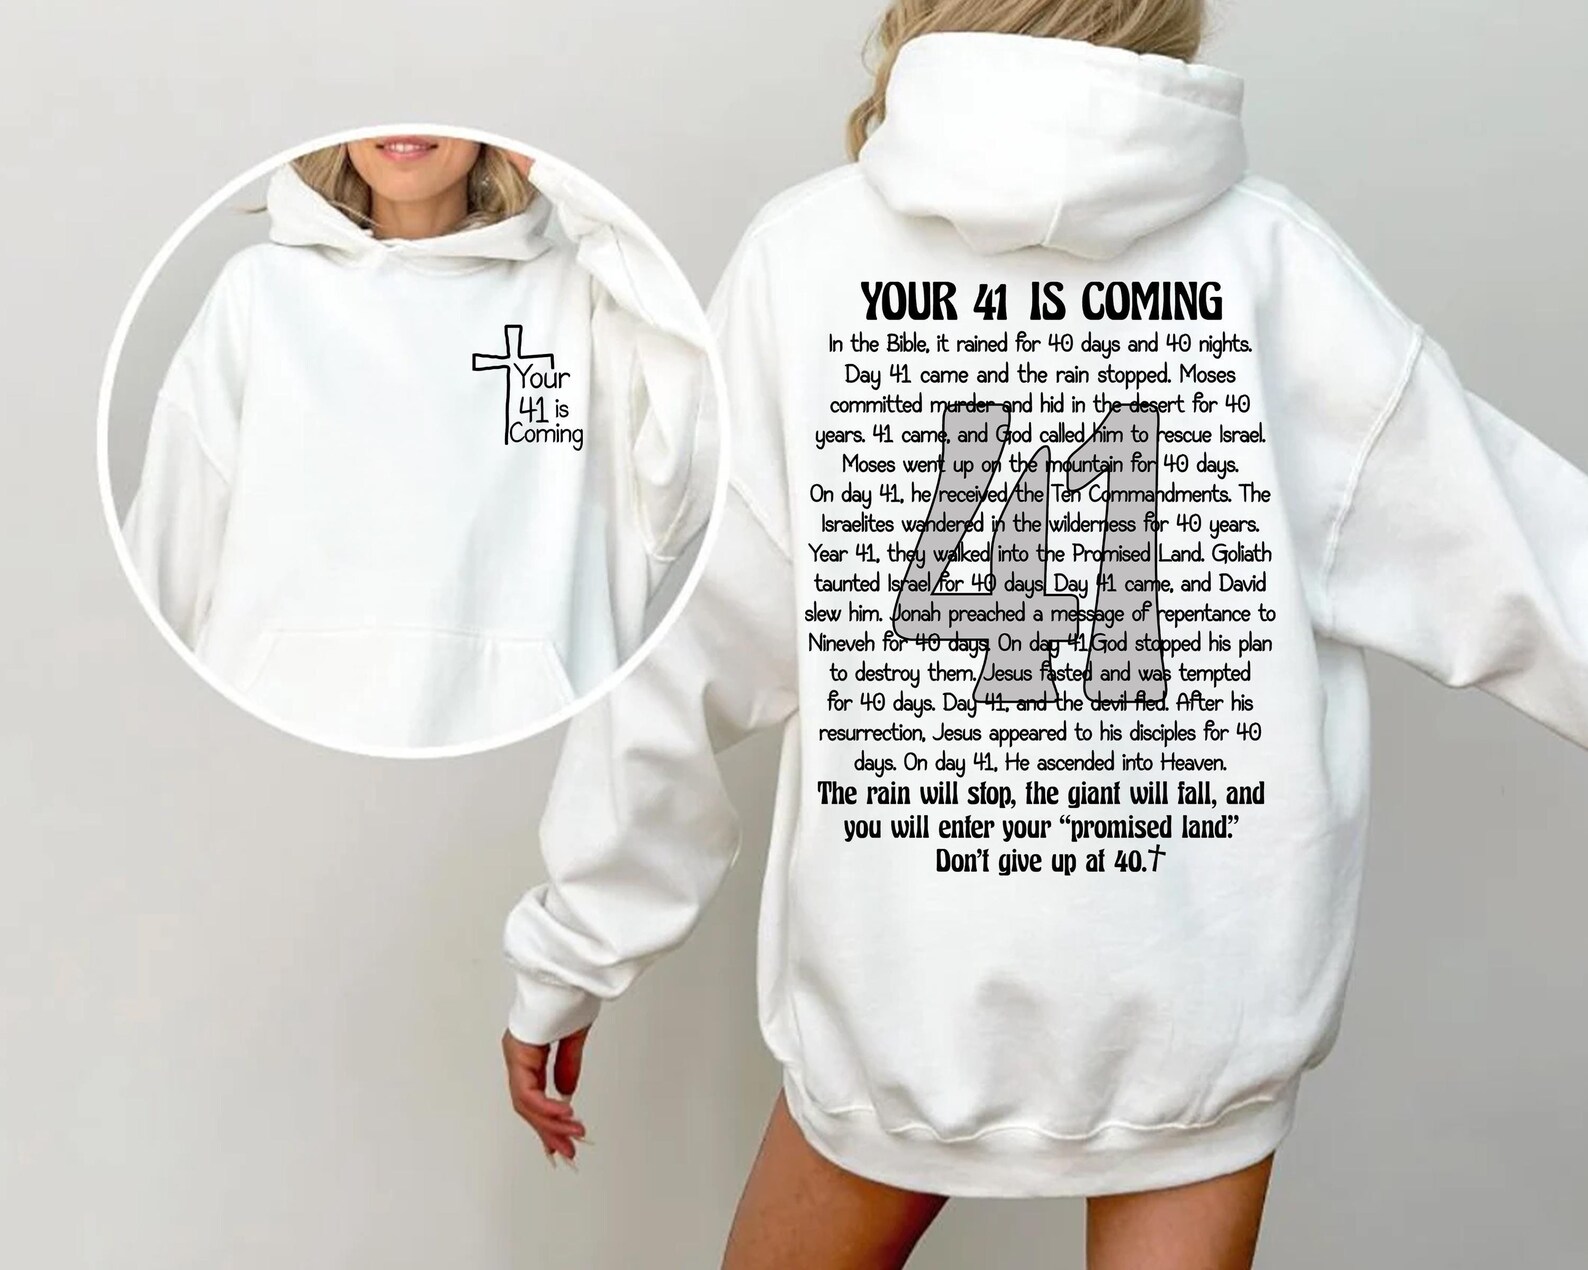 Your
41 is
Coming
YOUR 41 IS COMING
In the Bible, it rained for 40 days and 40 nights.
Day 41 came and the rain stopped. Moses
committed murder and hid in the desert for 40
years. 41 came, and God called him to rescue Israel.
Moses went up on the mountain for 40 days.
On day 41, he received the Ten Commandments. The
Israelites wandered in the wilderness for 40 years.
Year 41, they walked into the Promised Land. Goliath
taunted Israel for 40 days. Day 41 came, and David
slew him. Jonah preached a message of repentance to
Nineveh for 40 days. On day 41 God stopped his plan
to destroy them. Jesus fasted and was tempted
for 40 days. Day 41, and the devil fled. After his
resurrection, Jesus appeared to his disciples for 40
days. On day 41, He ascended into Heaven.
The rain will stop, the giant will fall, and
you will enter your “promised land.”
Don't give up at 40.
41